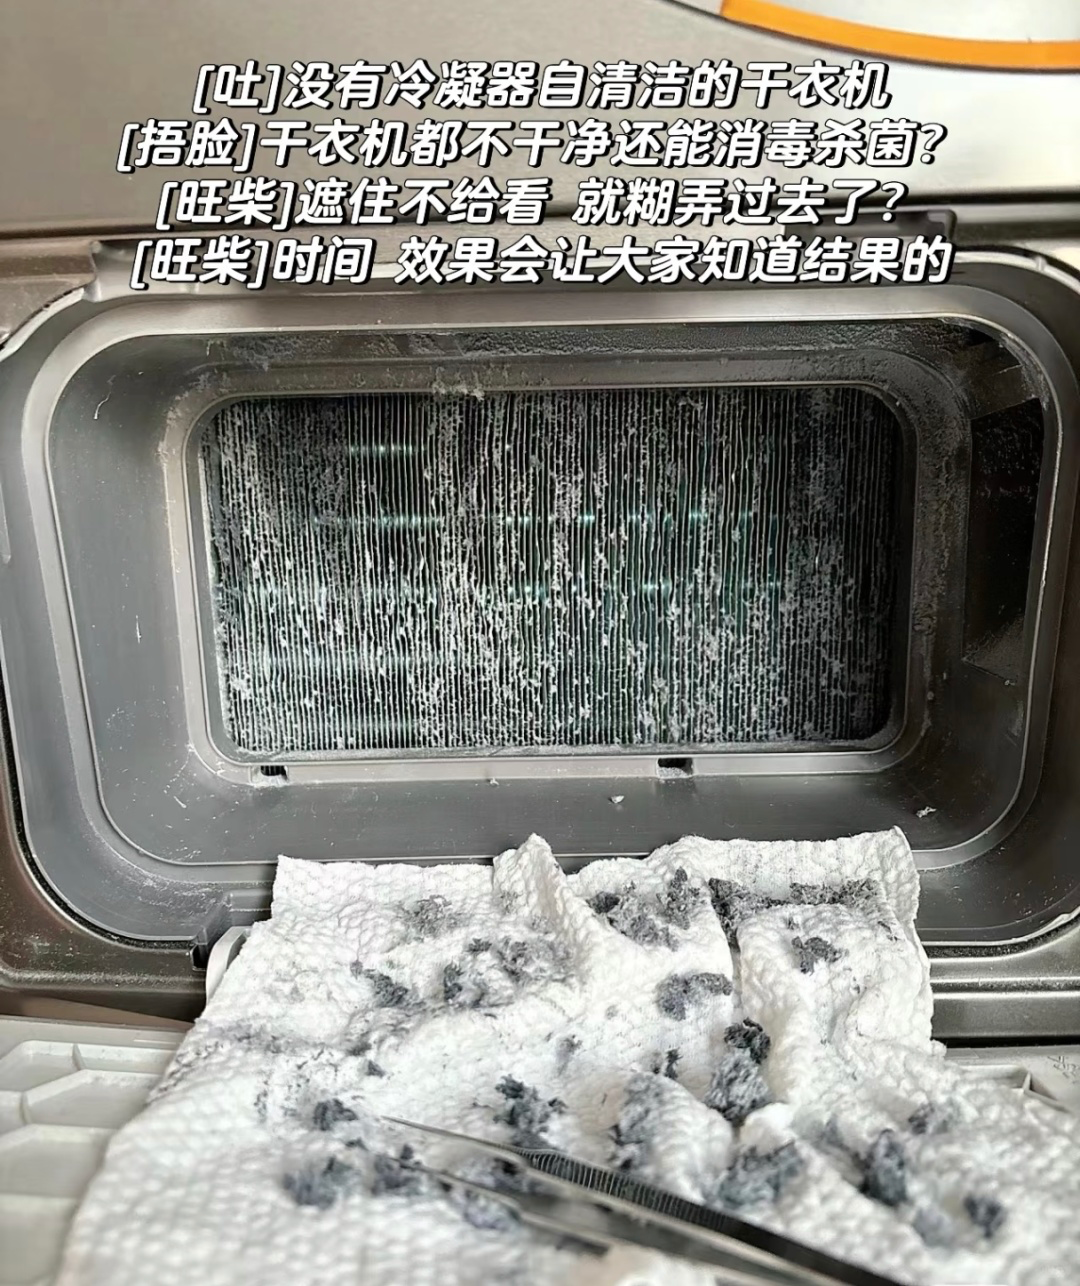 [吐]没有冷凝器自清洁的干衣机
[捂脸]干衣机都不干净还能消毒杀菌?
[旺柴]遮住不给看 就糊弄过去了?
[旺柴]时间 效果会让大家知道结果的